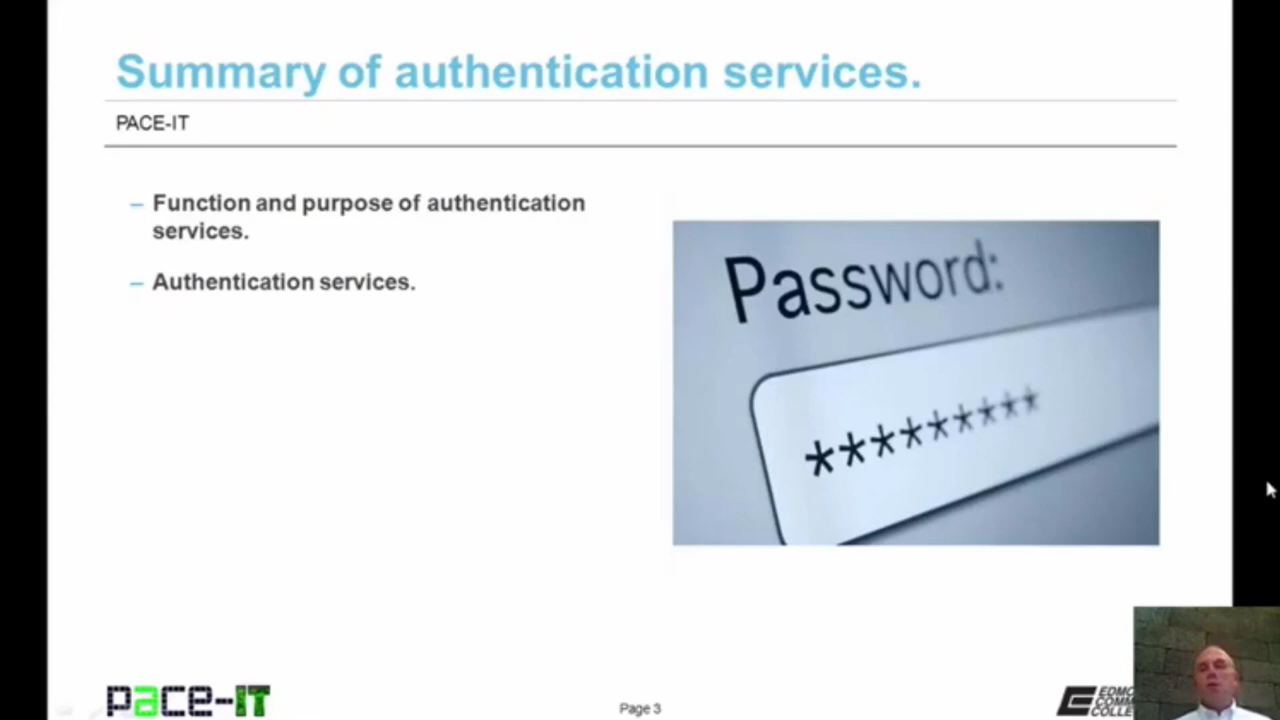 Summary of authentication services.
PACE-IT
– Function and purpose of authentication
services.
– Authentication services.
Password:
*********
pace-IT
Page 3